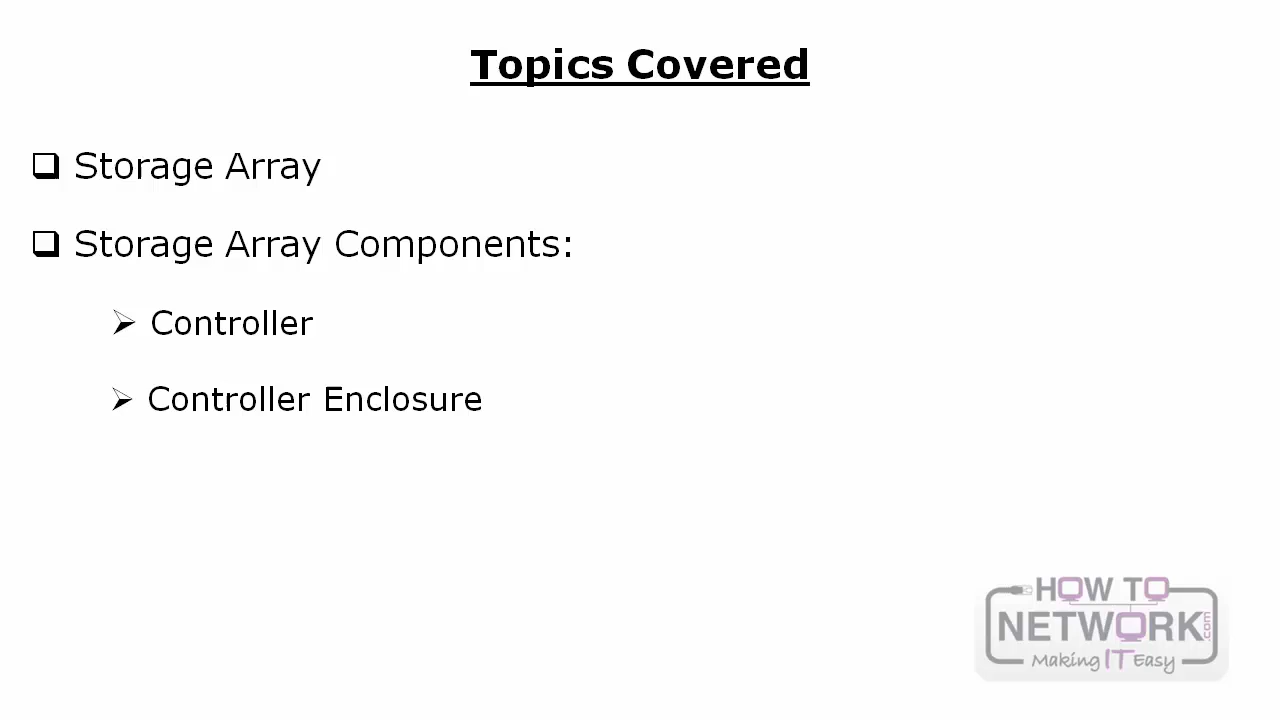 Topics Covered
Storage Array
Storage Array Components:
Controller
Controller Enclosure
HOW TO
NETWORK.com
Making IT Easy